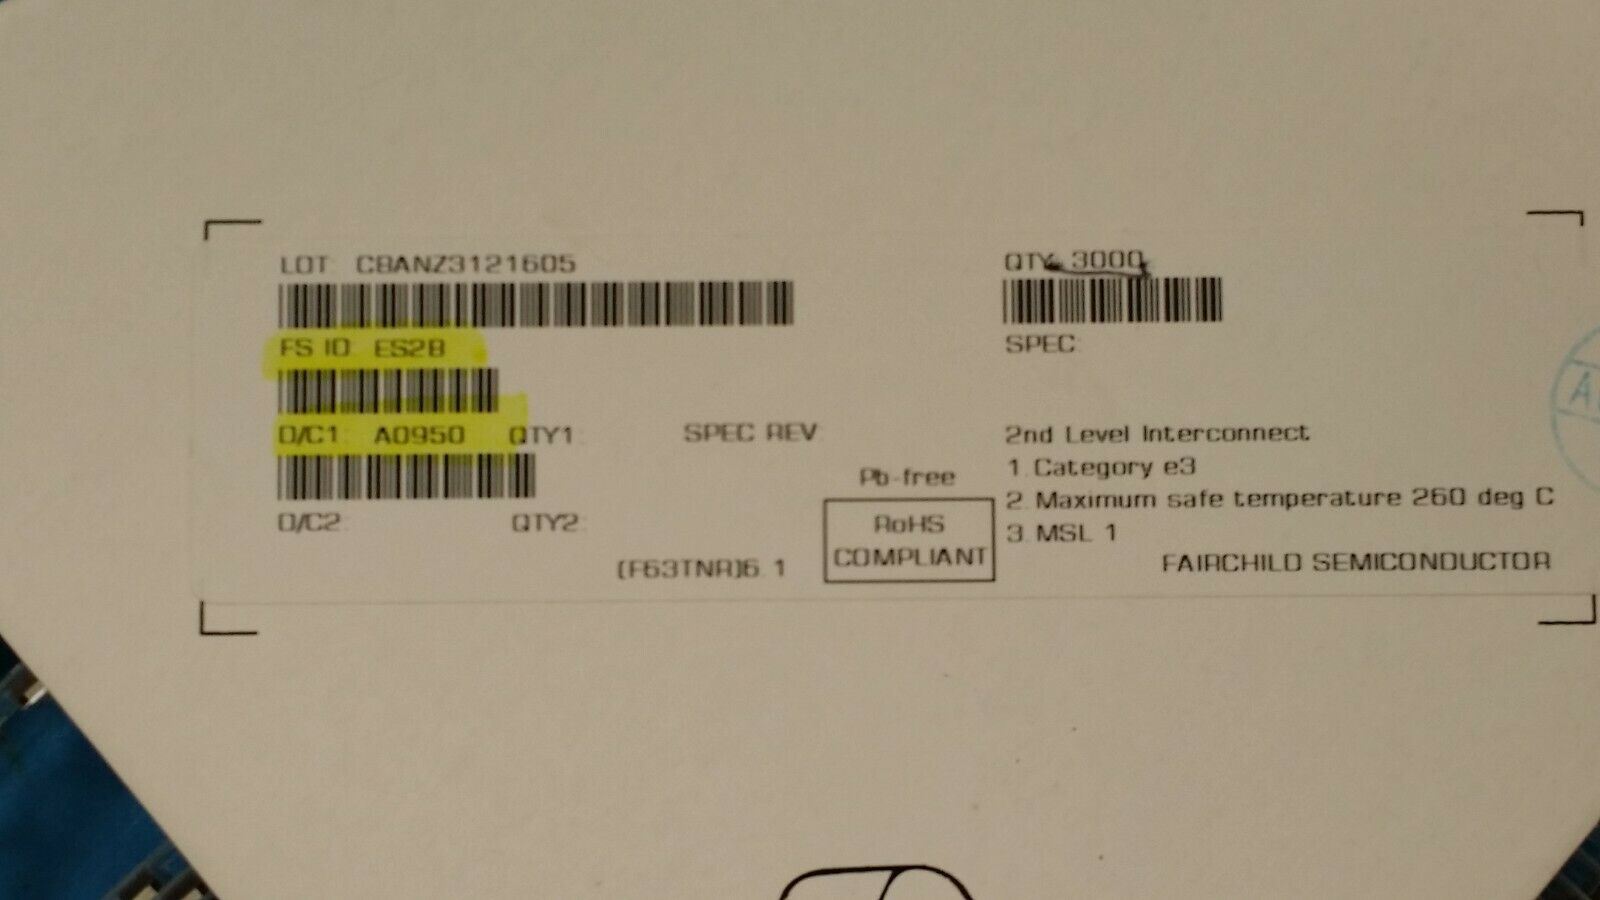 LOT: CBANZ3121605
QTY: 3000
FS ID: ES2B
SPEC:
D/C1: A0950 QTY1: SPEC REV:
2nd Level Interconnect
Pb-free
1. Category e3
D/C2: QTY2:
RoHS
COMPLIANT
2. Maximum safe temperature 260 deg C
3. MSL 1
(F63TNR)6.1
FAIRCHILD SEMICONDUCTOR